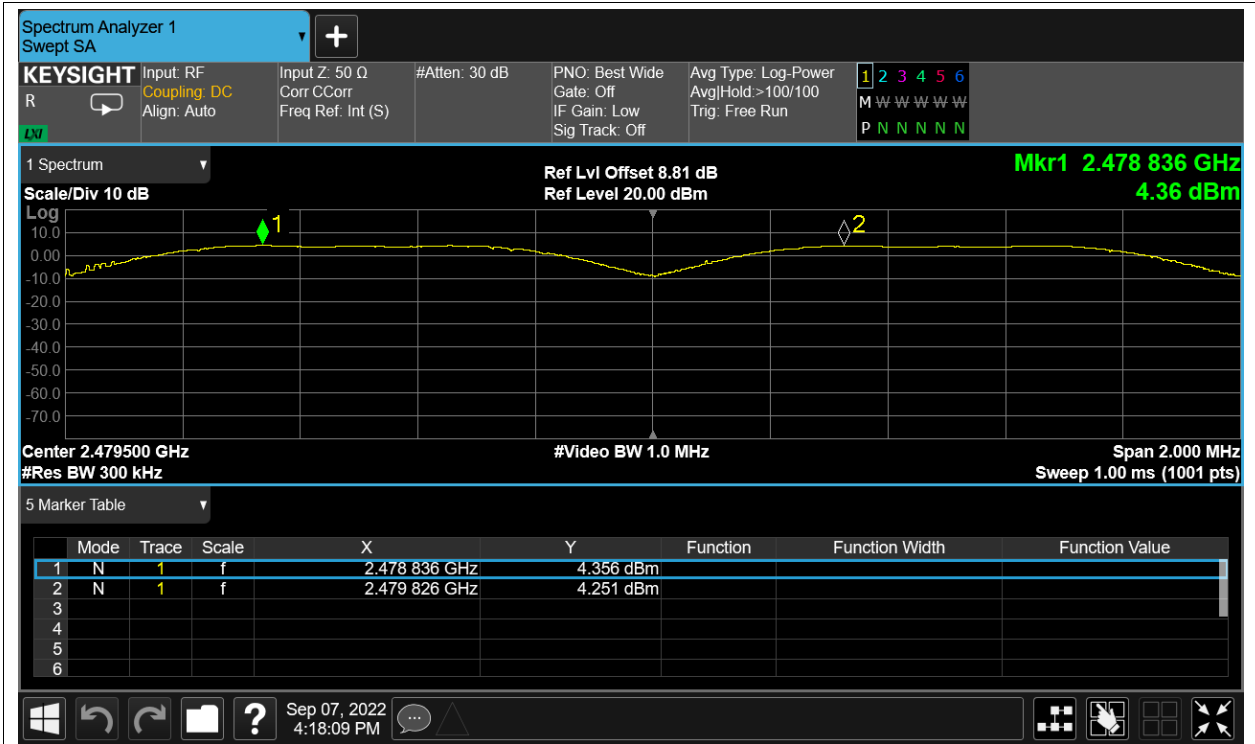 Spectrum Analyzer 1
Swept SA
+
KEYSIGHT
R
LXI
Input: RF
Coupling: DC
Align: Auto
Input Z: 50 Ω
Corr CCorr
Freq Ref: Int (S)
#Atten: 30 dB
PNO: Best Wide
Gate: Off
IF Gain: Low
Sig Track: Off
Avg Type: Log-Power
Avg|Hold:>100/100
Trig: Free Run
1 2 3 4 5 6
M W W W W W
P N N N N N
1 Spectrum
Scale/Div 10 dB
Ref Lvl Offset 8.81 dB
Ref Level 20.00 dBm
Mkr1 2.478 836 GHz
4.36 dBm
Log
10.0
0.00
-10.0
-20.0
-30.0
-40.0
-50.0
-60.0
-70.0
1
2
Center 2.479500 GHz
#Res BW 300 kHz
#Video BW 1.0 MHz
Span 2.000 MHz
Sweep 1.00 ms (1001 pts)
5 Marker Table
Mode Trace Scale X Y Function Function Width Function Value
1 N 1 f 2.478 836 GHz 4.356 dBm
2 N 1 f 2.479 826 GHz 4.251 dBm
3
4
5
6
?
Sep 07, 2022
4:18:09 PM